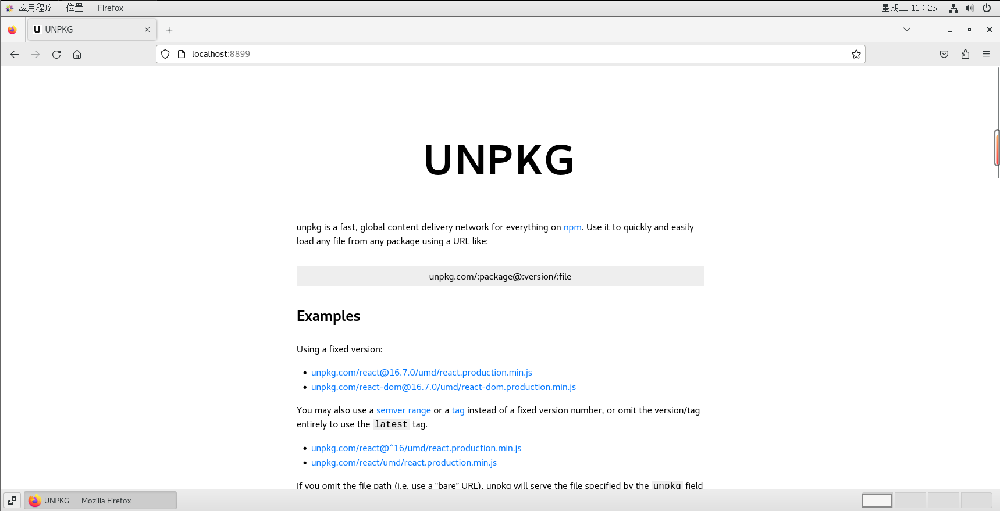 应用程序 位置 Firefox 星期三 11：25
U UNPKG
localhost:8899
UNPKG
unpkg is a fast, global content delivery network for everything on npm. Use it to quickly and easily
load any file from any package using a URL like:
unpkg.com/:package@:version/:file
Examples
Using a fixed version:
• unpkg.com/react@16.7.0/umd/react.production.min.js
• unpkg.com/react-dom@16.7.0/umd/react-dom.production.min.js
You may also use a semver range or a tag instead of a fixed version number, or omit the version/tag
entirely to use the latest tag.
• unpkg.com/react@^16/umd/react.production.min.js
• unpkg.com/react/umd/react.production.min.js
If you omit the file path (i.e. use a “bare” URL), unpkg will serve the file specified by the unpkg field
UNPKG — Mozilla Firefox